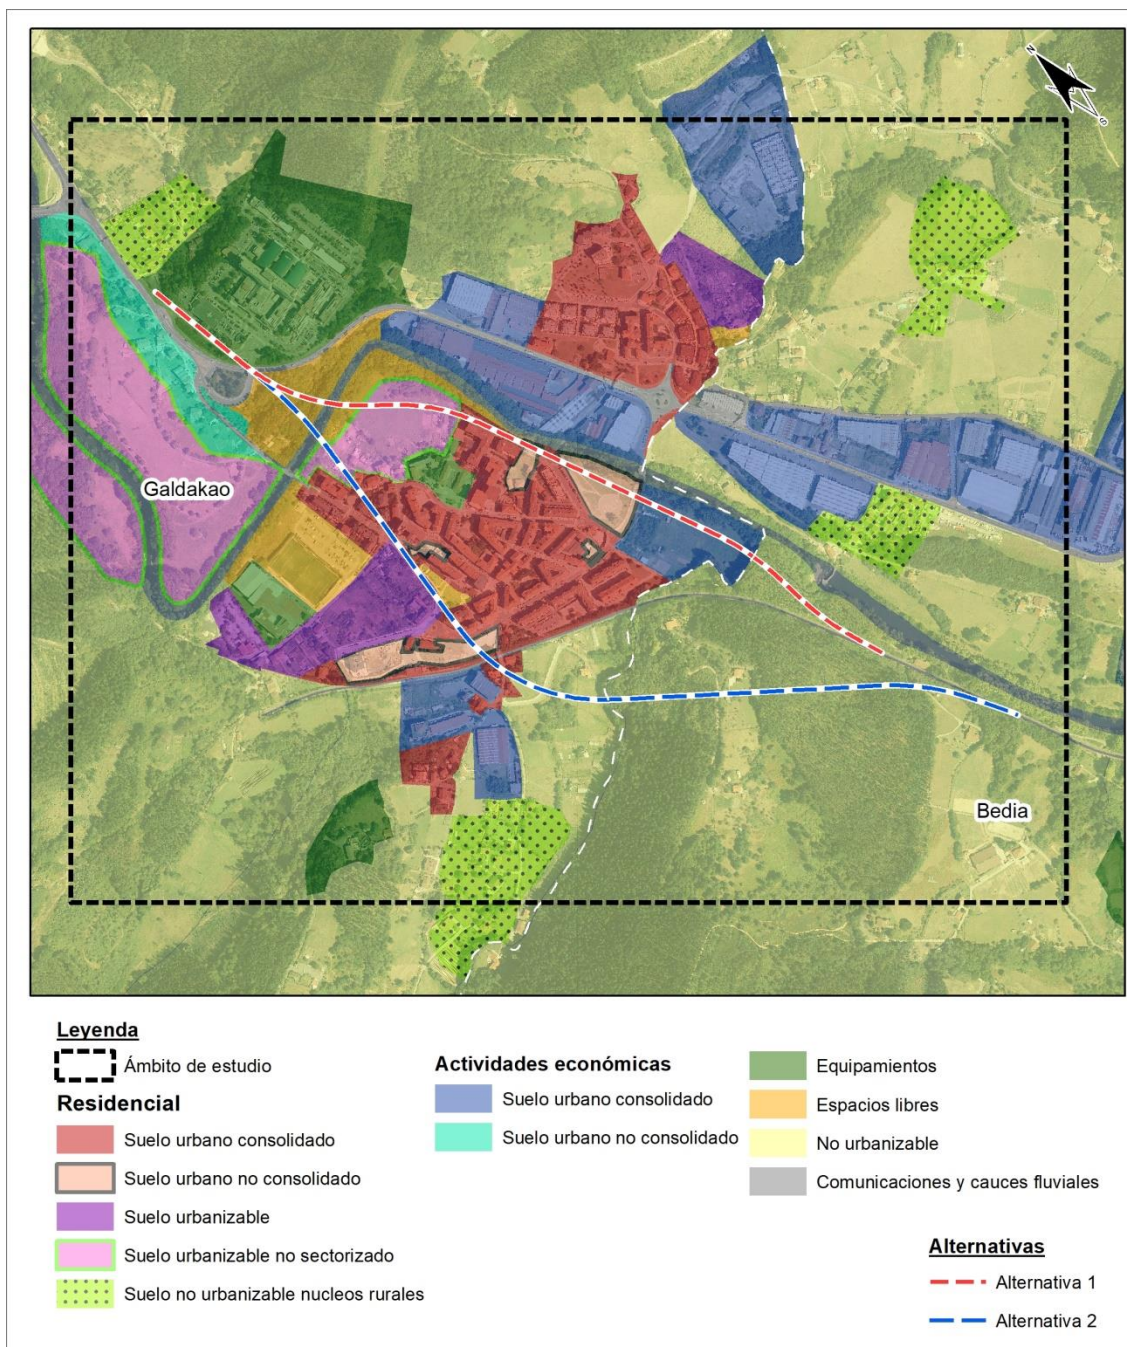 N
S
Galdakao
Bedia
Leyenda
Ámbito de estudio
Residencial
Suelo urbano consolidado
Suelo urbano no consolidado
Suelo urbanizable
Suelo urbanizable no sectorizado
Suelo no urbanizable nucleos rurales
Actividades económicas
Suelo urbano consolidado
Suelo urbano no consolidado
Equipamientos
Espacios libres
No urbanizable
Comunicaciones y cauces fluviales
Alternativas
Alternativa 1
Alternativa 2